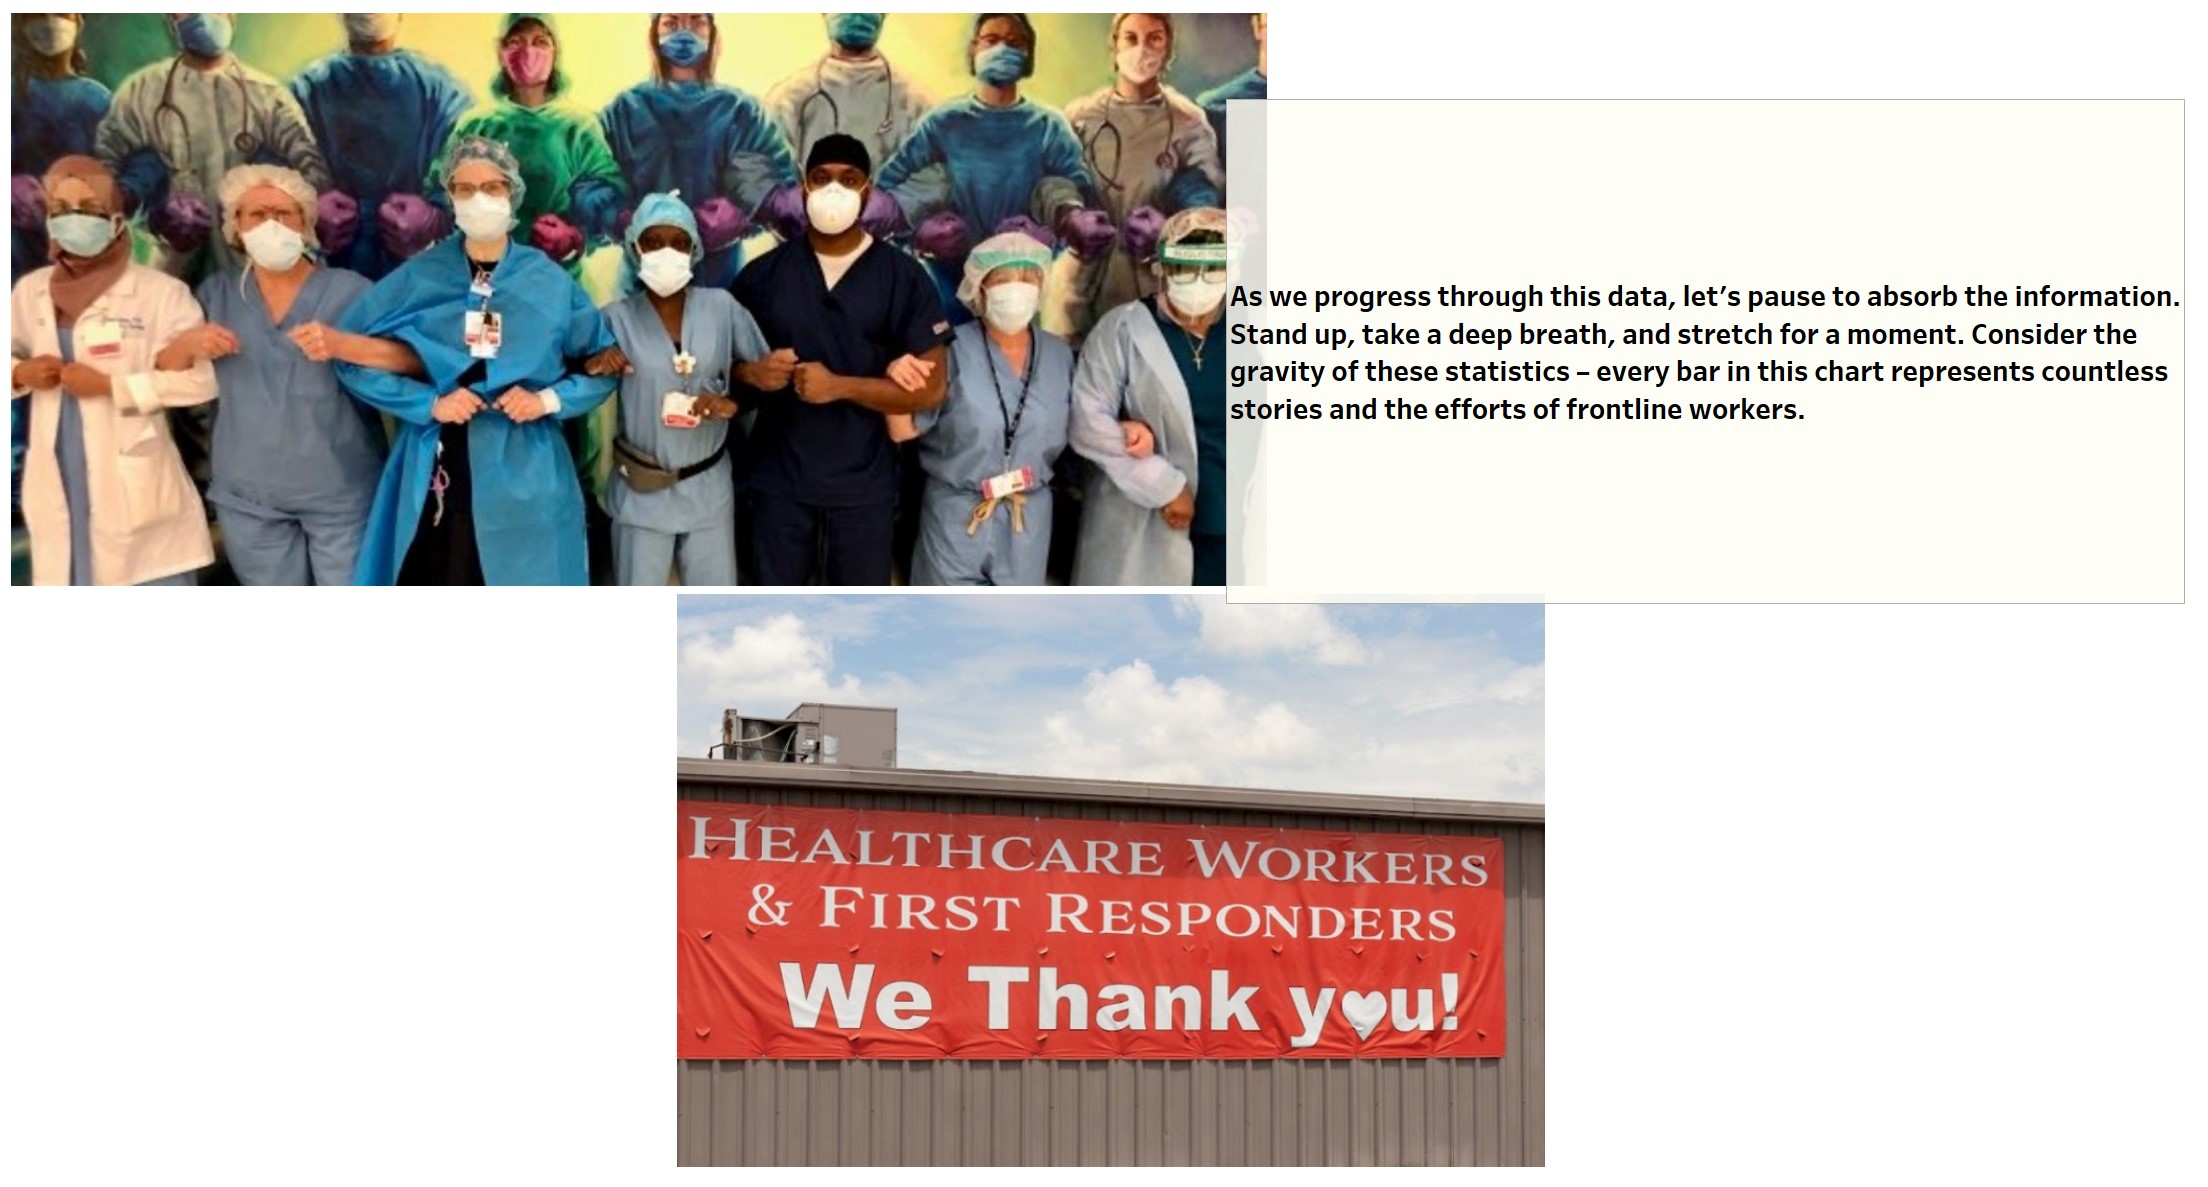 As we progress through this data, let’s pause to absorb the information.
Stand up, take a deep breath, and stretch for a moment. Consider the
gravity of these statistics – every bar in this chart represents countless
stories and the efforts of frontline workers.
HEALTHCARE WORKERS
& FIRST RESPONDERS
We Thank y♥u!